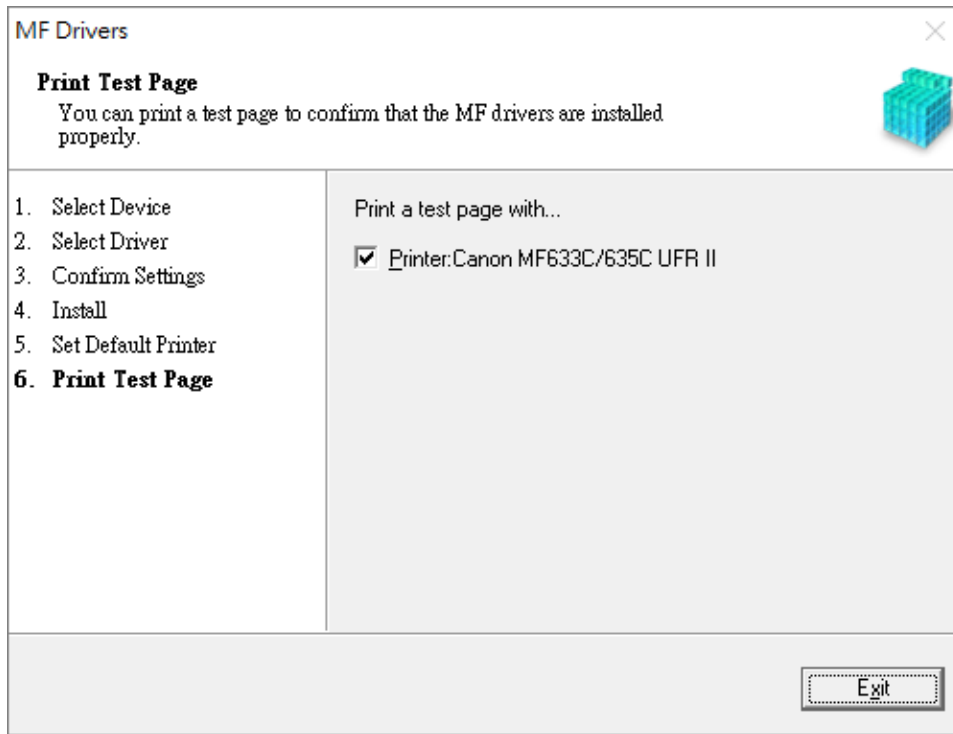 MF Drivers
Print Test Page
You can print a test page to confirm that the MF drivers are installed
properly.
1. Select Device
2. Select Driver
3. Confirm Settings
4. Install
5. Set Default Printer
6. Print Test Page
Print a test page with...
Printer:Canon MF633C/635C UFR II
Exit